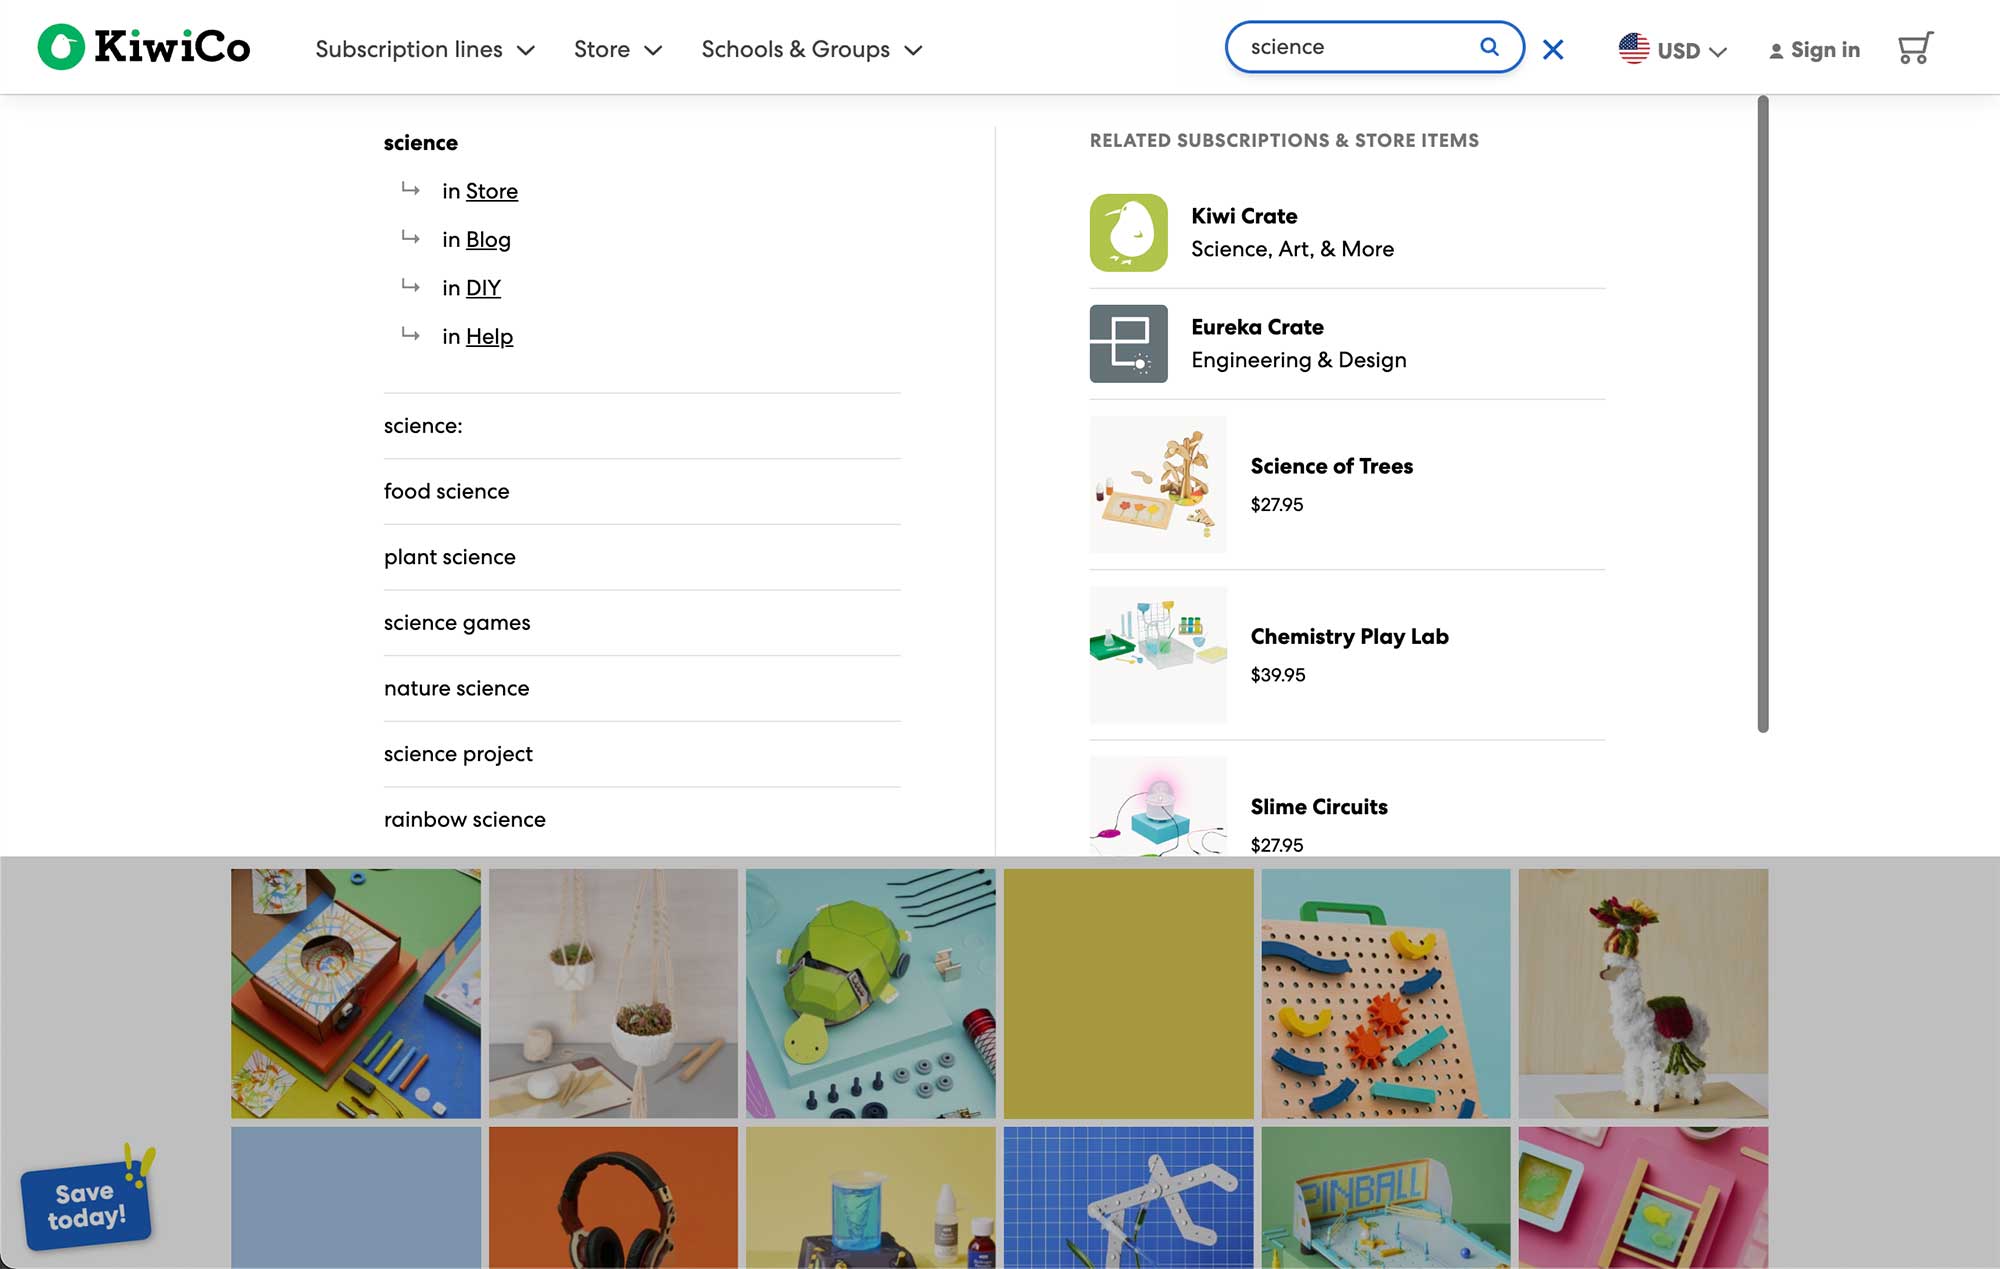 KiwiCo
Subscription lines
Store
Schools & Groups
science
USD
Sign in
science
in Store
in Blog
in DIY
in Help
science:
food science
plant science
science games
nature science
science project
rainbow science
RELATED SUBSCRIPTIONS & STORE ITEMS
Kiwi Crate
Science, Art, & More
Eureka Crate
Engineering & Design
Science of Trees
$27.95
Chemistry Play Lab
$39.95
Slime Circuits
$27.95
PINBALL
Save
today!